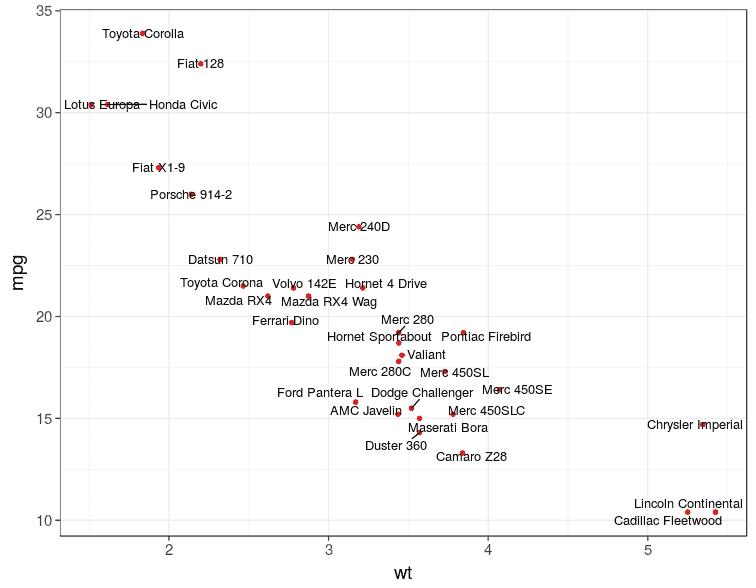 35
Toyota Corolla
Fiat 128
30
Lotus Europa
Honda Civic
Fiat X1-9
Porsche 914-2
25
Merc 240D
Datsun 710
Merc 230
mpg
Toyota Corona
Volvo 142E
Hornet 4 Drive
Mazda RX4
Mazda RX4 Wag
20
Ferrari Dino
Merc 280
Hornet Sportabout
Pontiac Firebird
Valiant
Merc 280C
Merc 450SL
Merc 450SE
Ford Pantera L
Dodge Challenger
AMC Javelin
Merc 450SLC
15
Chrysler Imperial
Maserati Bora
Duster 360
Camaro Z28
Lincoln Continental
10
Cadillac Fleetwood
2
3
4
5
wt